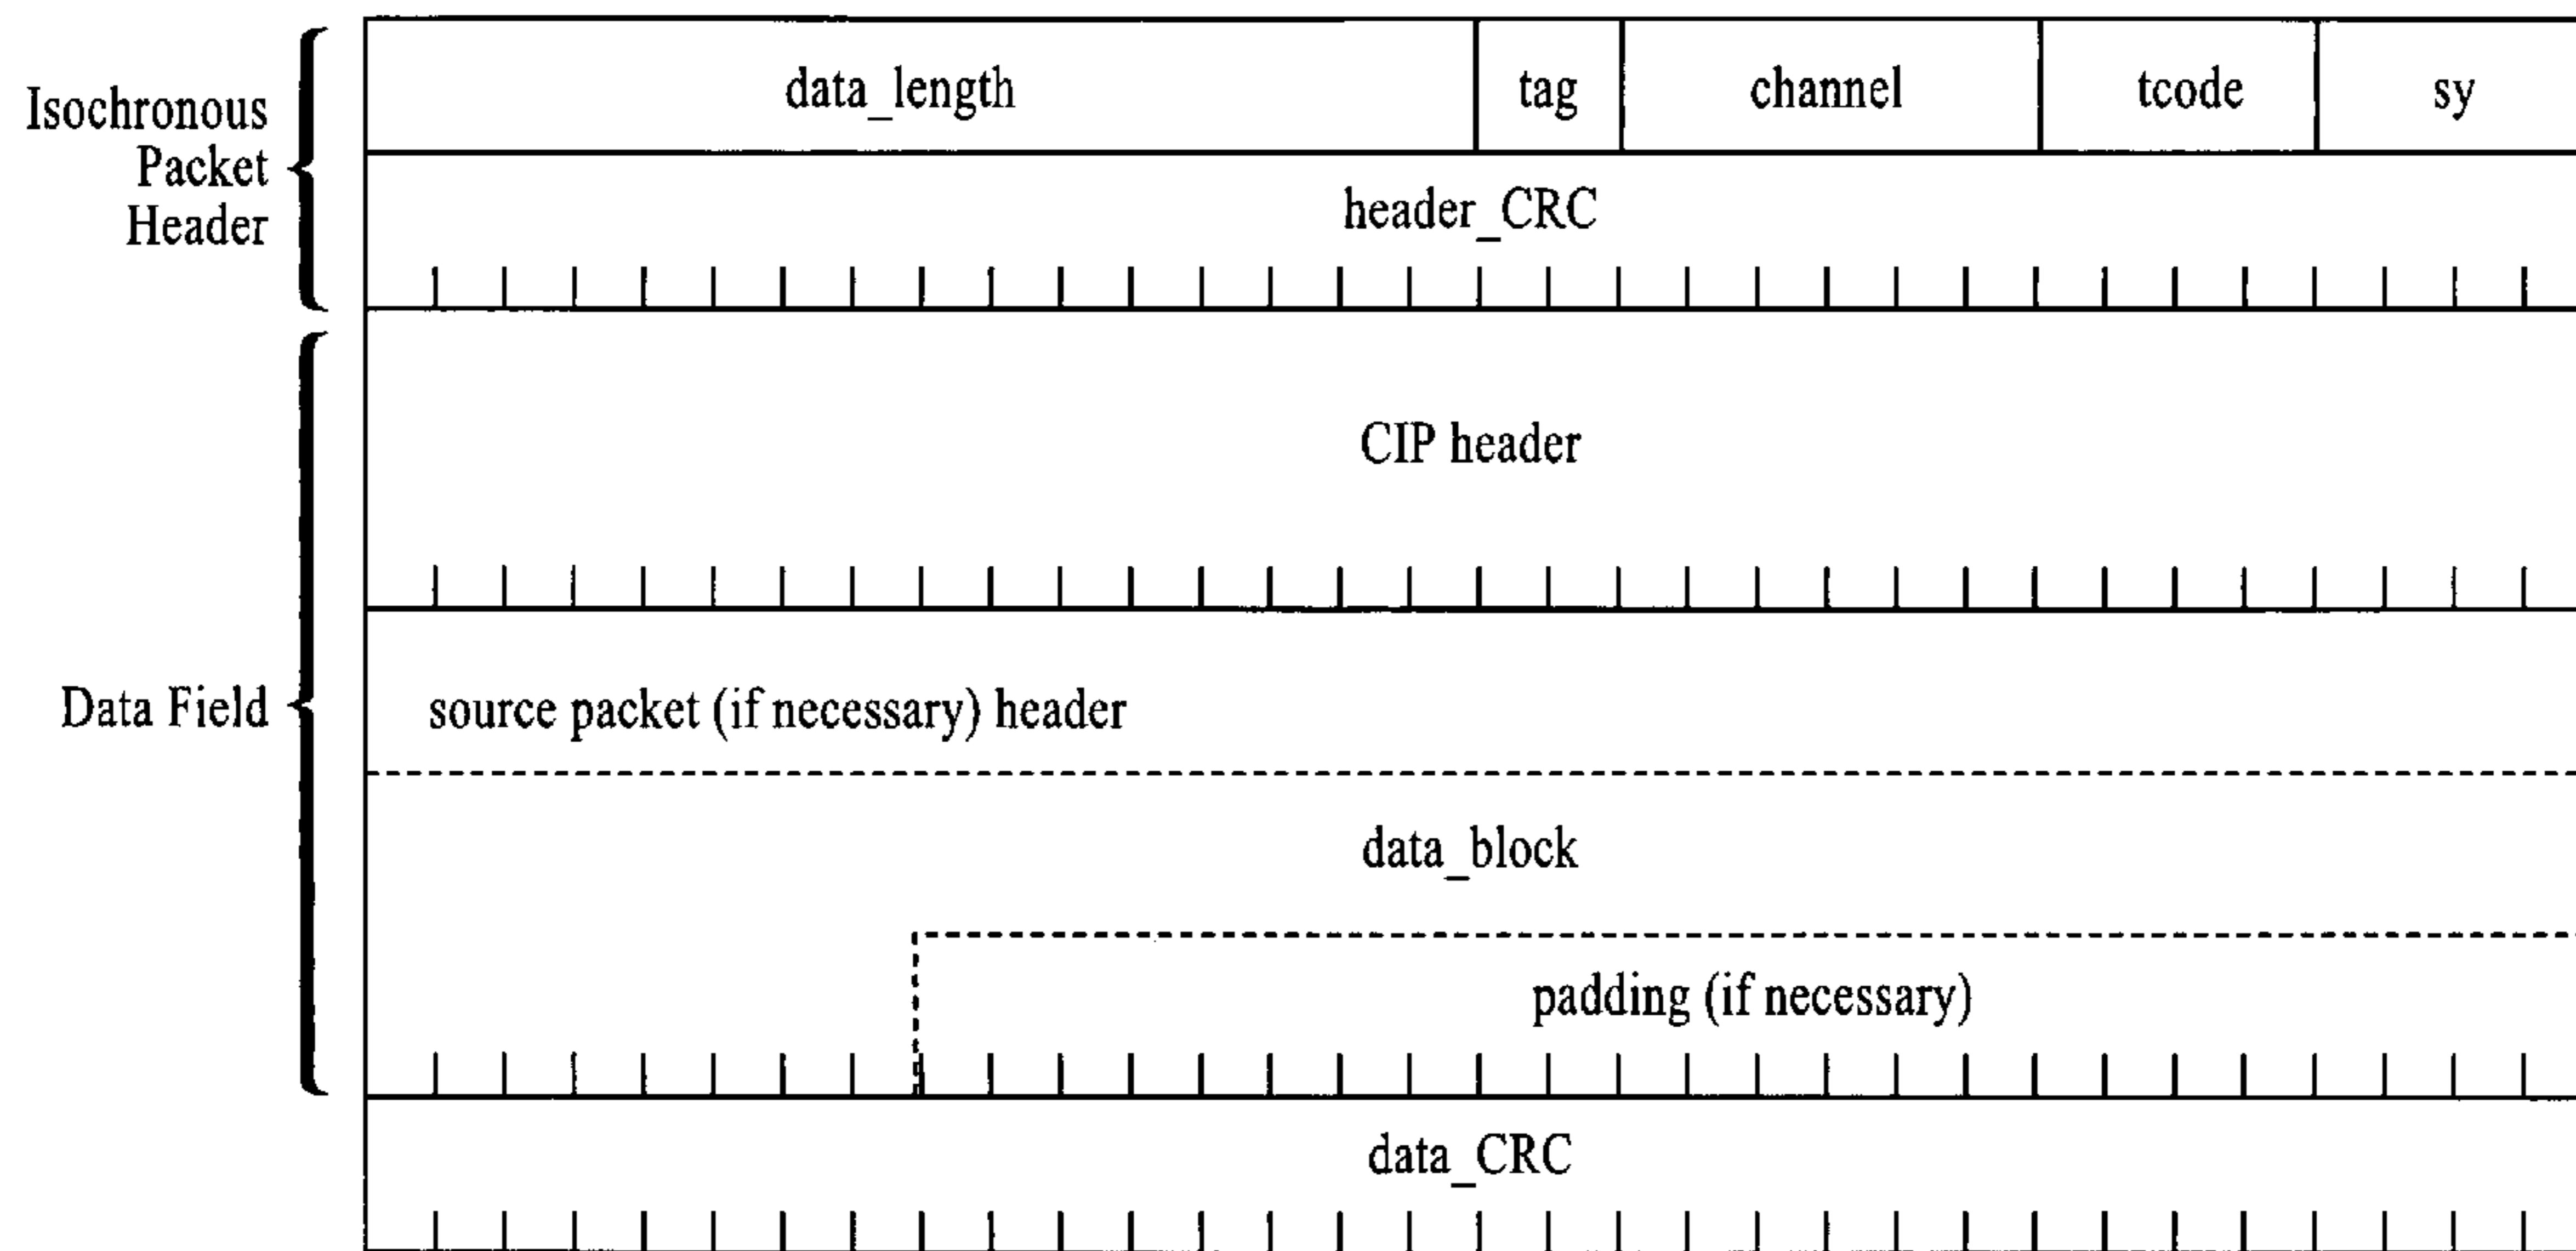 Isochronous
Packet
Header
data_length
tag
channel
tcode
sy
header_CRC
Data Field
CIP header
source packet (if necessary) header
data_block
padding (if necessary)
data_CRC